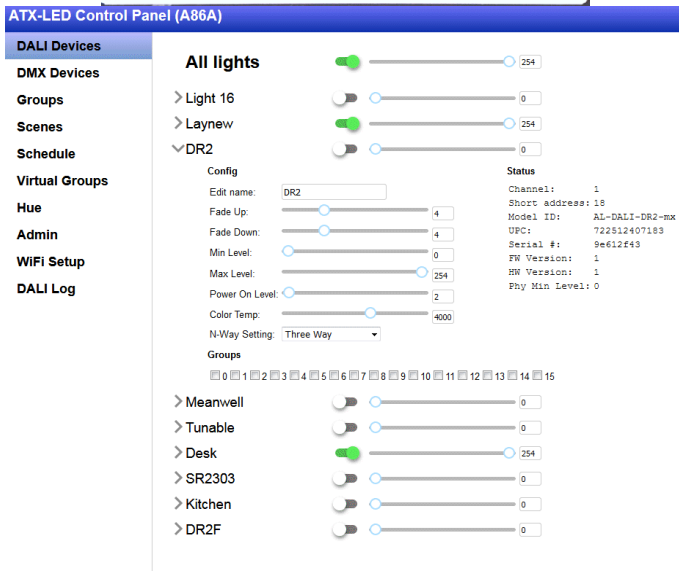 ATX-LED Control Panel (A86A)
DALI Devices
DMX Devices
Groups
Scenes
Schedule
Virtual Groups
Hue
Admin
WiFi Setup
DALI Log
All lights 254
Light 16 0
Laynew 254
DR2 0
Config
Edit name: DR2
Fade Up: 4
Fade Down: 4
Min Level: 0
Max Level: 254
Power On Level: 2
Color Temp: 4000
N-Way Setting: Three Way
Status
Channel: 1
Short address: 18
Model ID: AL-DALI-DR2-mx
UPC: 722512407183
Serial #: 9e612f43
FW Version: 1
HW Version: 1
Phy Min Level: 0
Groups
0 1 2 3 4 5 6 7 8 9 10 11 12 13 14 15
Meanwell 0
Tunable 0
Desk 254
SR2303 0
Kitchen 0
DR2F 0